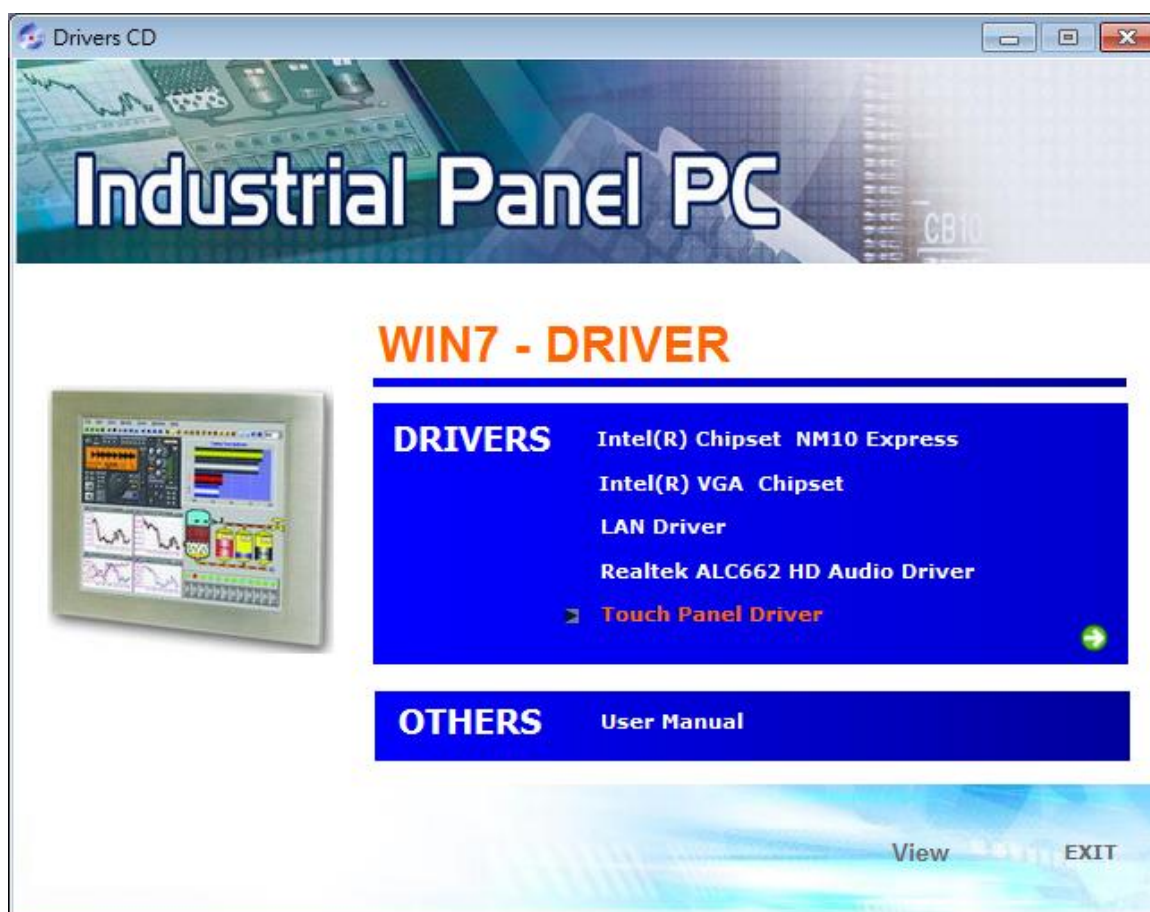 Drivers CD
Industrial Panel PC
CB10
WIN7 - DRIVER
DRIVERS
Intel(R) Chipset NM10 Express
Intel(R) VGA Chipset
LAN Driver
Realtek ALC662 HD Audio Driver
Touch Panel Driver
OTHERS
User Manual
View
EXIT